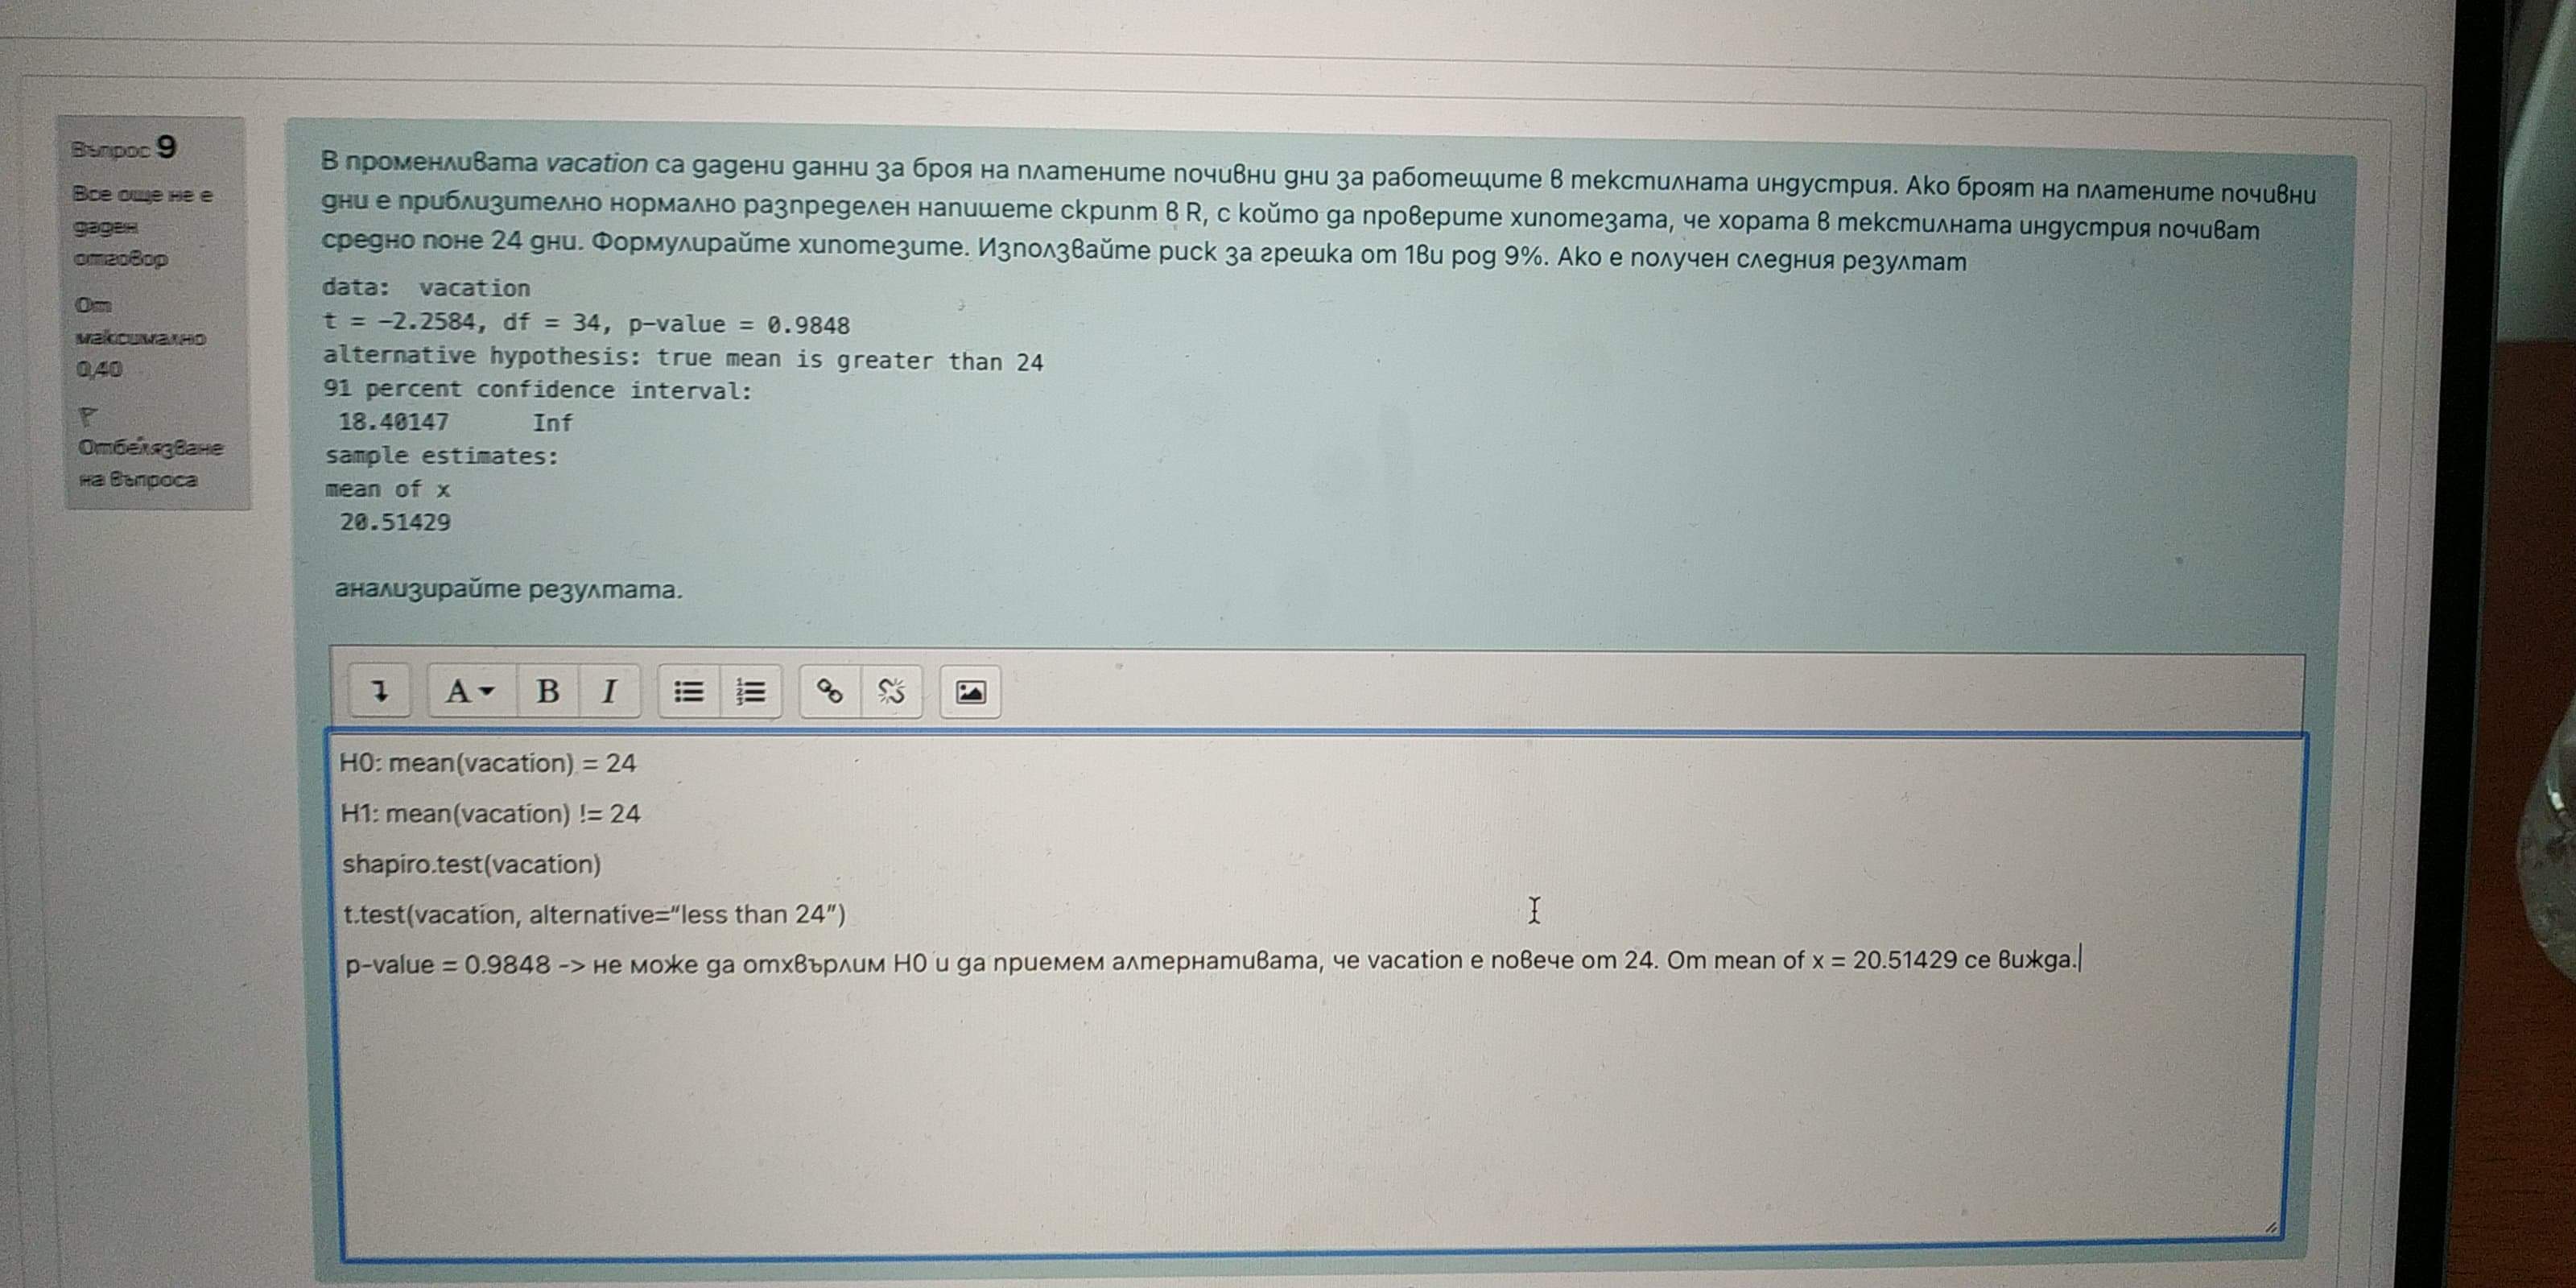 Въпрос 9
Все още не е
даден
отговор
От
максимално
0,40
Отбелязване
на въпроса
В променливата vacation са дадени данни за броя на платените почивни дни за работещите в текстилната индустрия. Ако броят на платените почивни
дни е приблизително нормално разпределен напишете скрипт в R, с който да проверите хипотезата, че хората в текстилната индустрия почиват
средно поне 24 дни. Формулирайте хипотезите. Използвайте риск за грешка от 1ви род 9%. Ако е получен следния резултат
data: vacation
t = -2.2584, df = 34, p-value = 0.9848
alternative hypothesis: true mean is greater than 24
91 percent confidence interval:
18.40147 Inf
sample estimates:
mean of x
20.51429
анализирайте резултата.
A B I
H0: mean(vacation) = 24
H1: mean(vacation) != 24
shapiro.test(vacation)
t.test(vacation, alternative="less than 24")
p-value = 0.9848 -> не може да отхвърлим H0 и да приемем алтернативата, че vacation е повече от 24. От mean of x = 20.51429 се вижда.